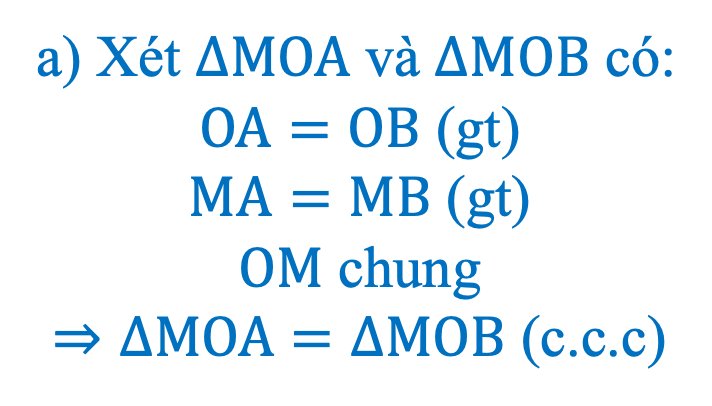 a) Xét ΔMOA và ΔMOB có:
OA = OB (gt)
MA = MB (gt)
OM chung
⇒ ΔMOA = ΔMOB (c.c.c)